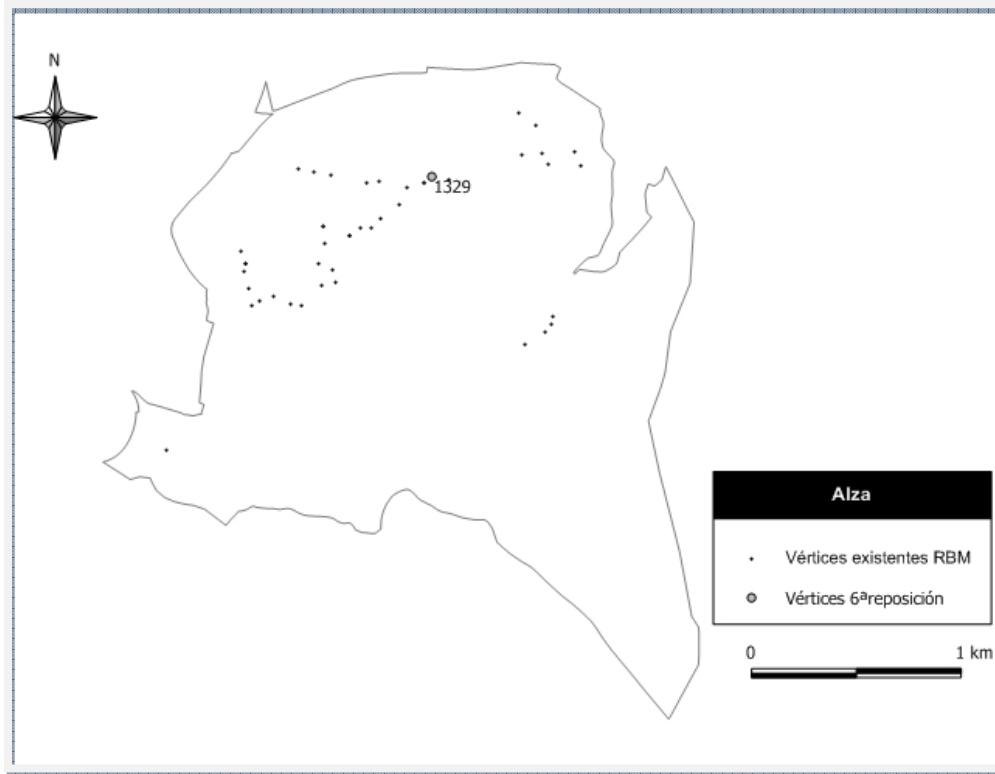 N
1329
Alza
Vértices existentes RBM
Vértices 6ªreposición
0 1 km